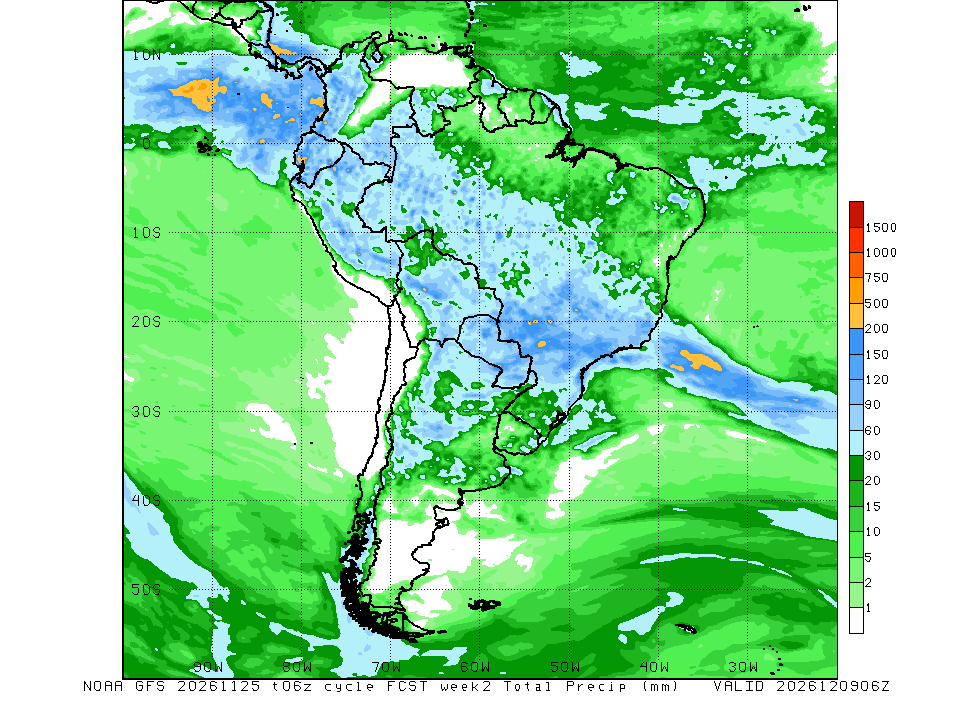 10N
0
10S
20S
30S
40S
50S
90W 80W 70W 60W 50W 40W 30W
1500
1000
750
500
200
150
120
90
60
30
20
15
10
5
2
1
NOAA GFS 20261125 t06z cycle FCST week2 Total Precip (mm) VALID 2026120906Z